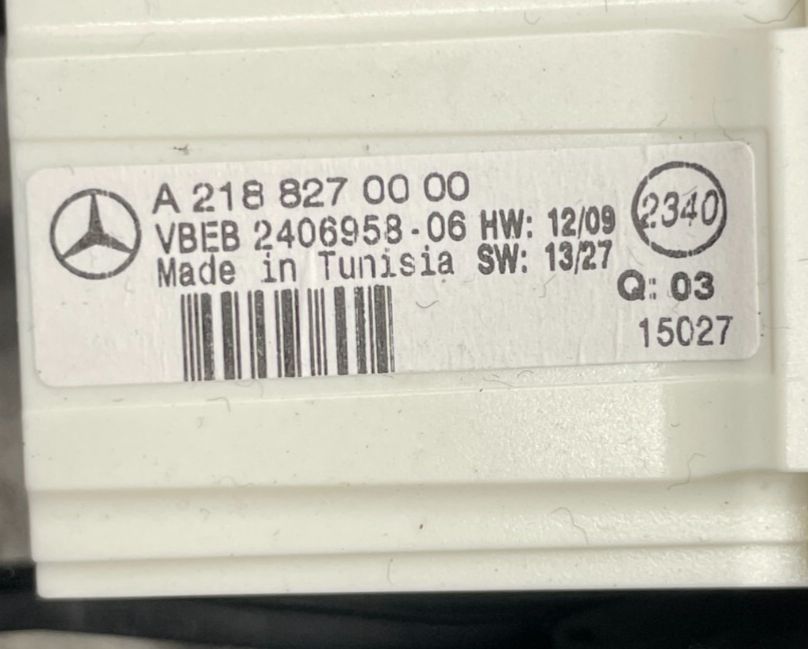 A 218 827 00 00
VBEB 2406958-06 HW: 12/09
Made in Tunisia SW: 13/27
2340
Q: 03
15027